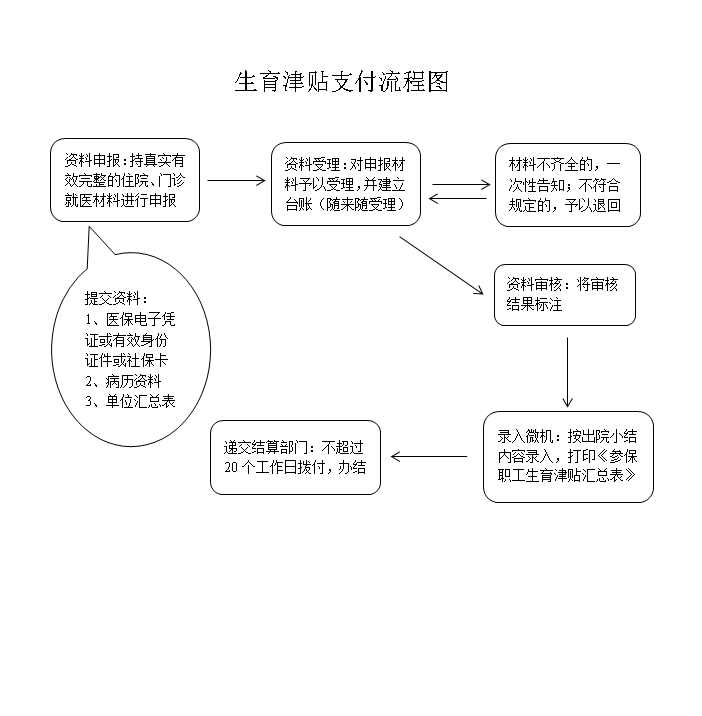 生育津贴支付流程图
资料申报：持真实有
效完整的住院、门诊
就医材料进行申报
资料受理：对申报材
料予以受理，并建立
台账（随来随受理）
材料不齐全的，一
次性告知；不符合
规定的，予以退回
提交资料：
1、医保电子凭
证或有效身份
证件或社保卡
2、病历资料
3、单位汇总表
资料审核：将审核
结果标注
录入微机：按出院小结
内容录入，打印《参保
职工生育津贴汇总表》
递交结算部门：不超过
20个工作日拨付，办结